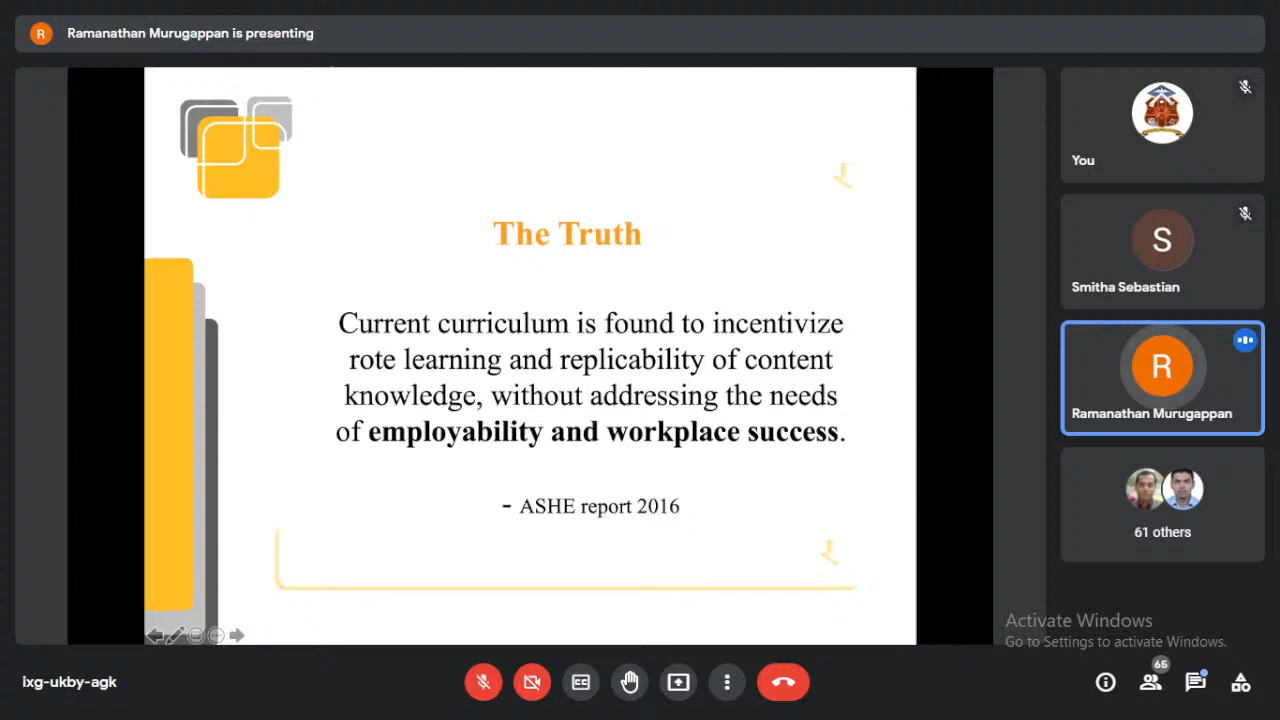 R Ramanathan Murugappan is presenting
The Truth
Current curriculum is found to incentivize
rote learning and replicability of content
knowledge, without addressing the needs
of employability and workplace success.
- ASHE report 2016
You
S
Smitha Sebastian
R
Ramanathan Murugappan
61 others
Activate Windows
Go to Settings to activate Windows.
ixg-ukby-agk
CC
65